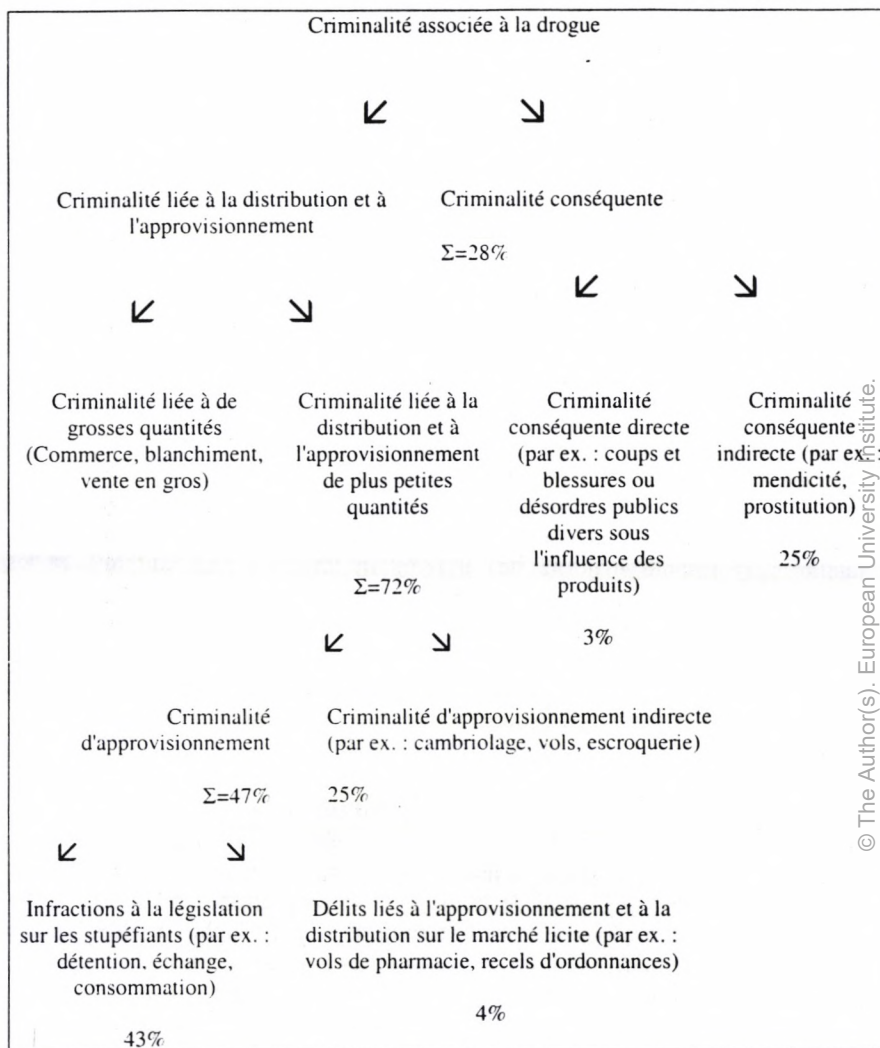 Criminalité associée à la drogue
Criminalité liée à la distribution et à
l'approvisionnement
Criminalité conséquente
Σ=28%
Criminalité liée à de
grosses quantités
(Commerce, blanchiment,
vente en gros)
Criminalité liée à la
distribution et à
l'approvisionnement
de plus petites
quantités
Σ=72%
Criminalité
conséquente directe
(par ex. : coups et
blessures ou
désordres publics
divers sous
l'influence des
produits)
3%
Criminalité
conséquente
indirecte (par ex. :
mendicité,
prostitution)
25%
Criminalité
d'approvisionnement
Σ=47%
Criminalité d'approvisionnement indirecte
(par ex. : cambriolage, vols, escroquerie)
25%
Infractions à la législation
sur les stupéfiants (par ex. :
détention, échange,
consommation)
43%
Délits liés à l'approvisionnement et à la
distribution sur le marché licite (par ex. :
vols de pharmacie, recels d'ordonnances)
4%
© The Author(s). European University Institute.